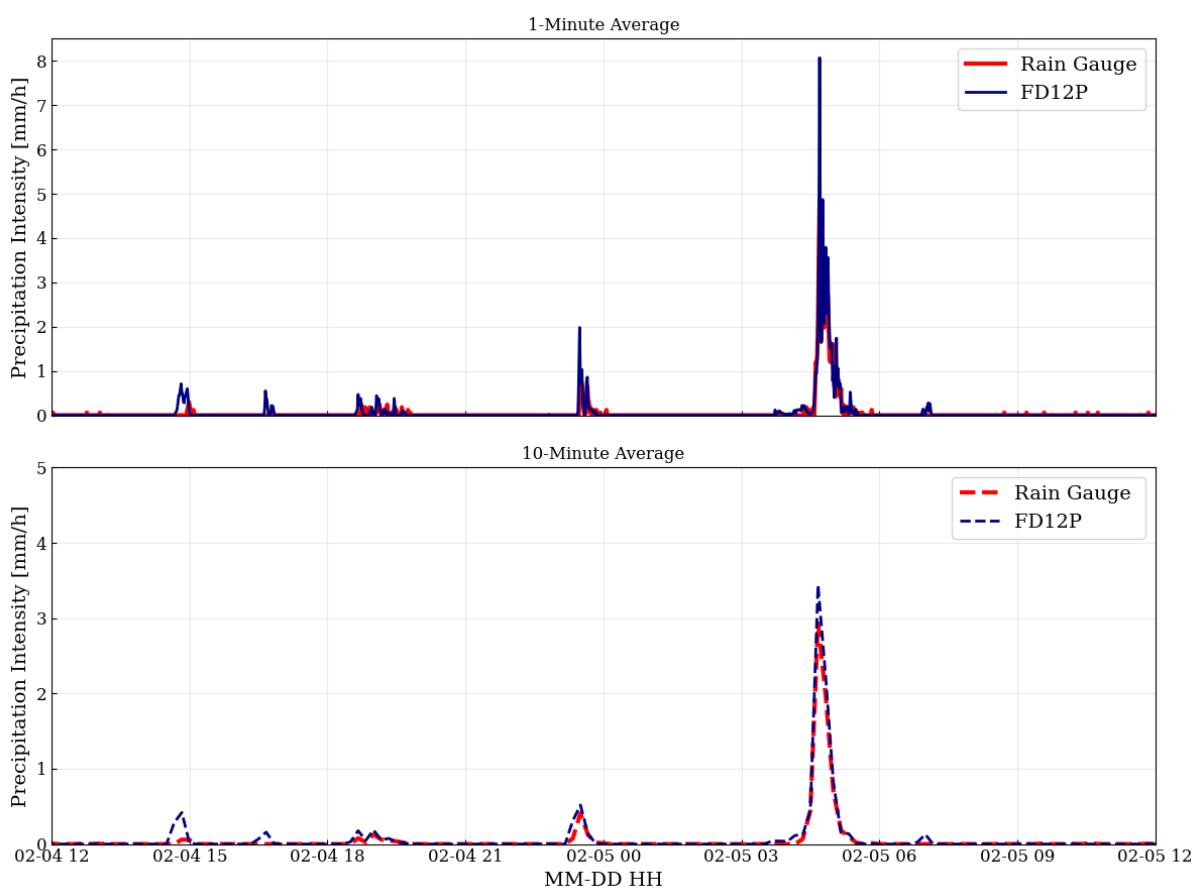 1-Minute Average
Precipitation Intensity [mm/h]
8
7
6
5
4
3
2
1
0
Rain Gauge
FD12P
10-Minute Average
Precipitation Intensity [mm/h]
5
4
3
2
1
0
Rain Gauge
FD12P
02-04 12 02-04 15 02-04 18 02-04 21 02-05 00 02-05 03 02-05 06 02-05 09 02-05 12
MM-DD HH